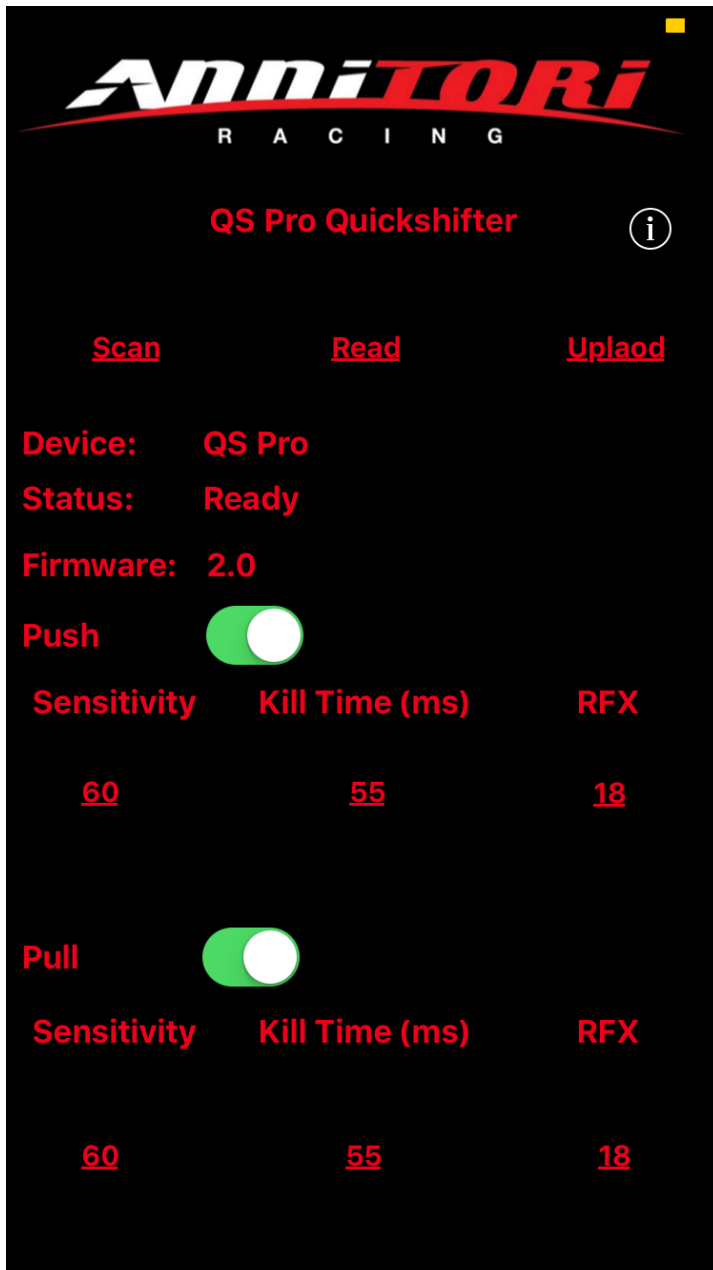 ANNITORI
RACING
QS Pro Quickshifter
i
Scan Read Uplaod
Device: QS Pro
Status: Ready
Firmware: 2.0
Push
Sensitivity Kill Time (ms) RFX
60 55 18
Pull
Sensitivity Kill Time (ms) RFX
60 55 18